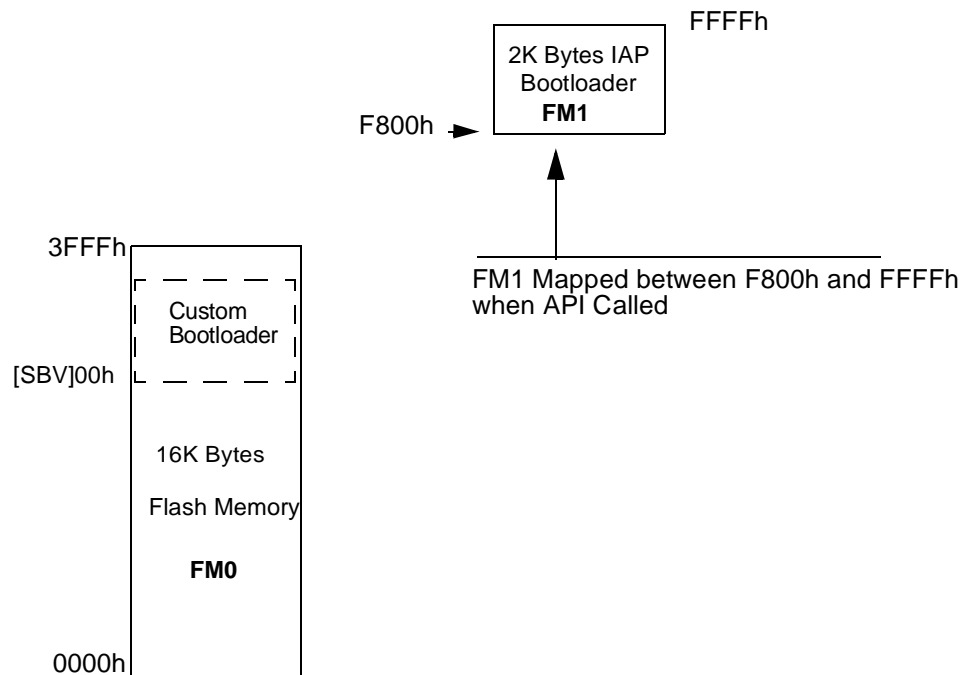 FFFFh
2K Bytes IAP
Bootloader
FM1
F800h
3FFFh
FM1 Mapped between F800h and FFFFh
when API Called
Custom
Bootloader
[SBV]00h
16K Bytes
Flash Memory
FM0
0000h